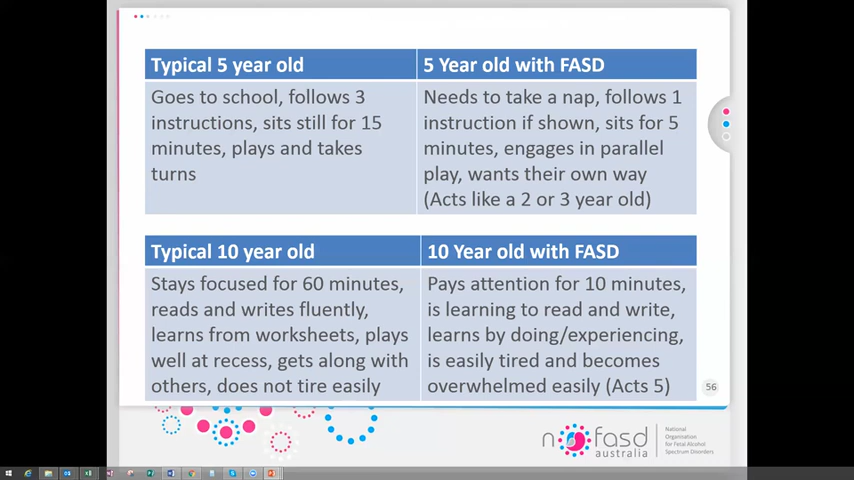 Typical 5 year old
5 Year old with FASD
Goes to school, follows 3
instructions, sits still for 15
minutes, plays and takes
turns
Needs to take a nap, follows 1
instruction if shown, sits for 5
minutes, engages in parallel
play, wants their own way
(Acts like a 2 or 3 year old)
Typical 10 year old
10 Year old with FASD
Stays focused for 60 minutes,
reads and writes fluently,
learns from worksheets, plays
well at recess, gets along with
others, does not tire easily
Pays attention for 10 minutes,
is learning to read and write,
learns by doing/experiencing,
is easily tired and becomes
overwhelmed easily (Acts 5)
56
nofasd
australia
National
Organisation
for Fetal Alcohol
Spectrum Disorders